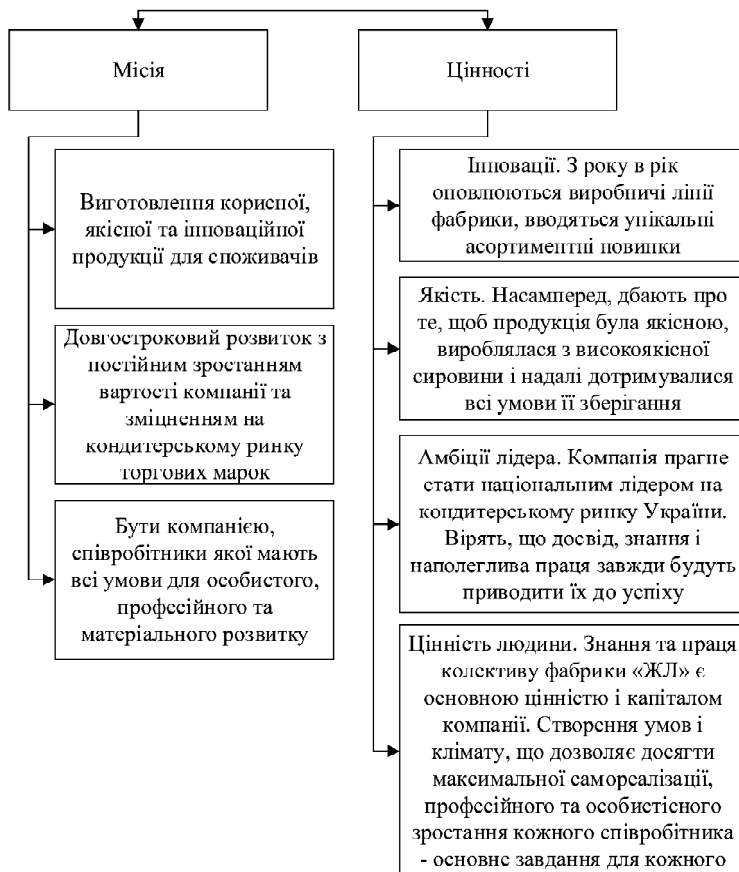 Місія
Цінності
Виготовлення корисної,
якісної та інноваційної
продукції для споживачів
Довгостроковий розвиток з
постійним зростанням
вартості компанії та
зміцненням на
кондитерському ринку
торгових марок
Бути компанією,
співробітники якої мають
всі умови для особистого,
професійного та
матеріального розвитку
Інновації. З року в рік
оновлюються виробничі лінії
фабрики, вводяться унікальні
асортиментні новинки
Якість. Насамперед, дбають про
те, щоб продукція була якісною,
вироблялася з високоякісної
сировини і надалі дотримувалися
всі умови її зберігання
Амбіції лідера. Компанія прагне
стати національним лідером на
кондитерському ринку України.
Вірять, що досвід, знання і
наполеглива праця завжди будуть
приводити їх до успіху
Цінність людини. Знання та праця
колективу фабрики «ЖЛ» є
основною цінністю і капіталом
компанії. Створення умов і
клімату, що дозволяє досягти
максимальної самореалізації,
професійного та особистісного
зростання кожного співробітника
- основне завдання для кожного